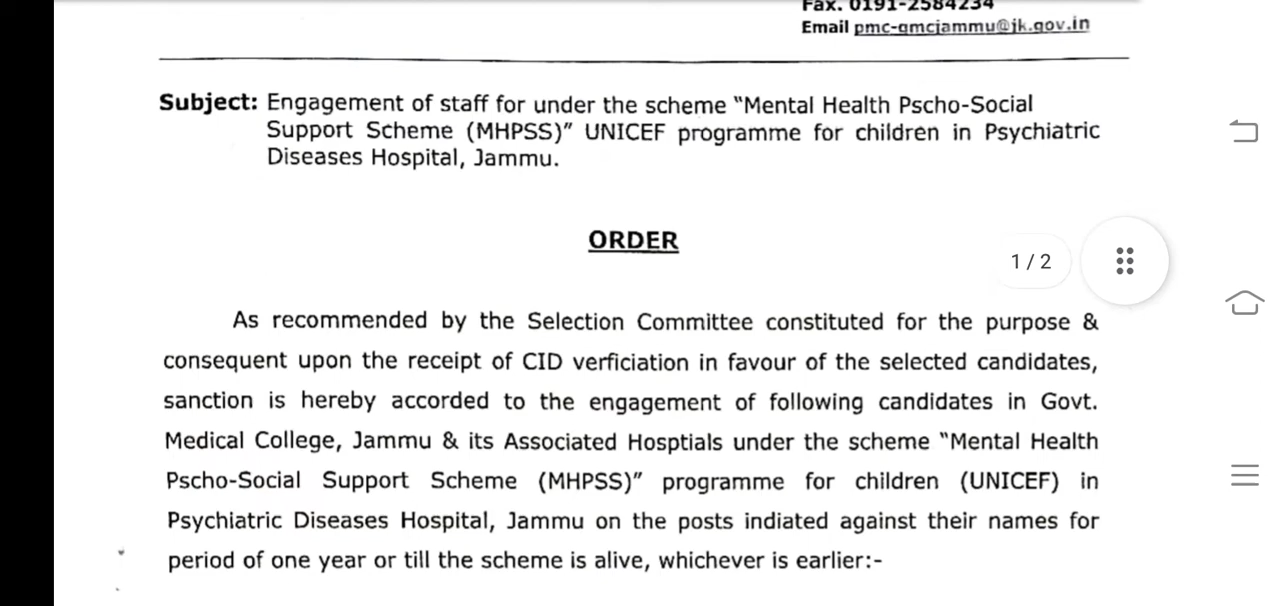 Fax. 0191-2584234
Email pmc-gmcjammu@jk.gov.in
Subject: Engagement of staff for under the scheme "Mental Health Pscho-Social
Support Scheme (MHPSS)" UNICEF programme for children in Psychiatric
Diseases Hospital, Jammu.
ORDER
1 / 2
As recommended by the Selection Committee constituted for the purpose &
consequent upon the receipt of CID verficiation in favour of the selected candidates,
sanction is hereby accorded to the engagement of following candidates in Govt.
Medical College, Jammu & its Associated Hosptials under the scheme "Mental Health
Pscho-Social Support Scheme (MHPSS)" programme for children (UNICEF) in
Psychiatric Diseases Hospital, Jammu on the posts indiated against their names for
period of one year or till the scheme is alive, whichever is earlier:-